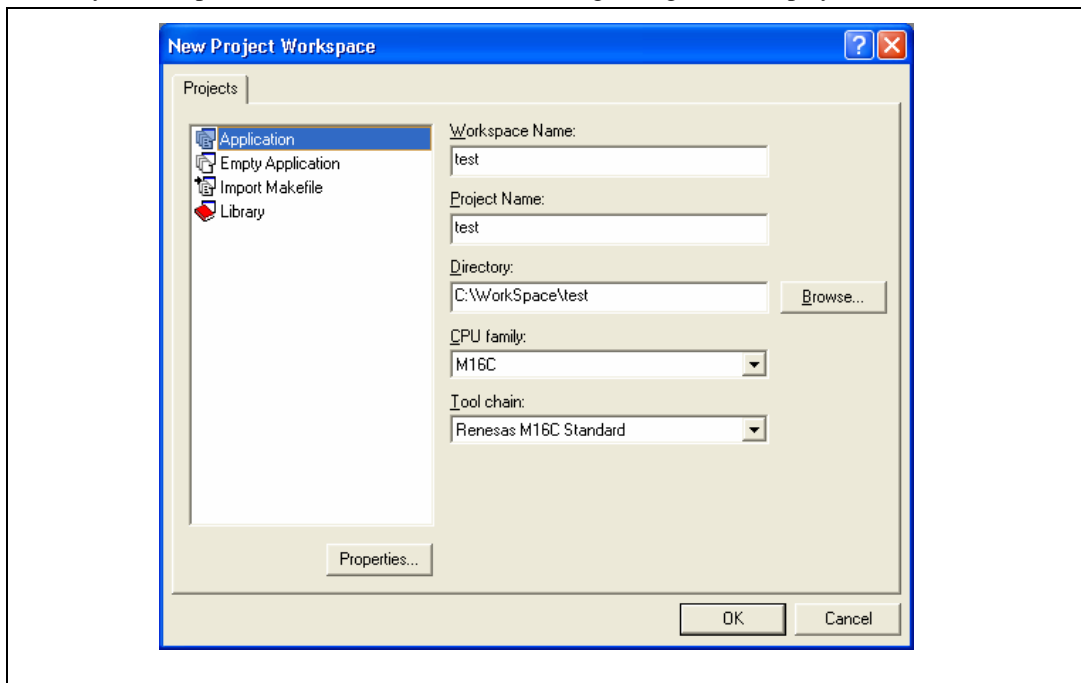 New Project Workspace
Projects
Application
Empty Application
Import Makefile
Library
Properties...
Workspace Name:
test
Project Name:
test
Directory:
C:\WorkSpace\test
Browse...
CPU family:
M16C
Tool chain:
Renesas M16C Standard
OK
Cancel